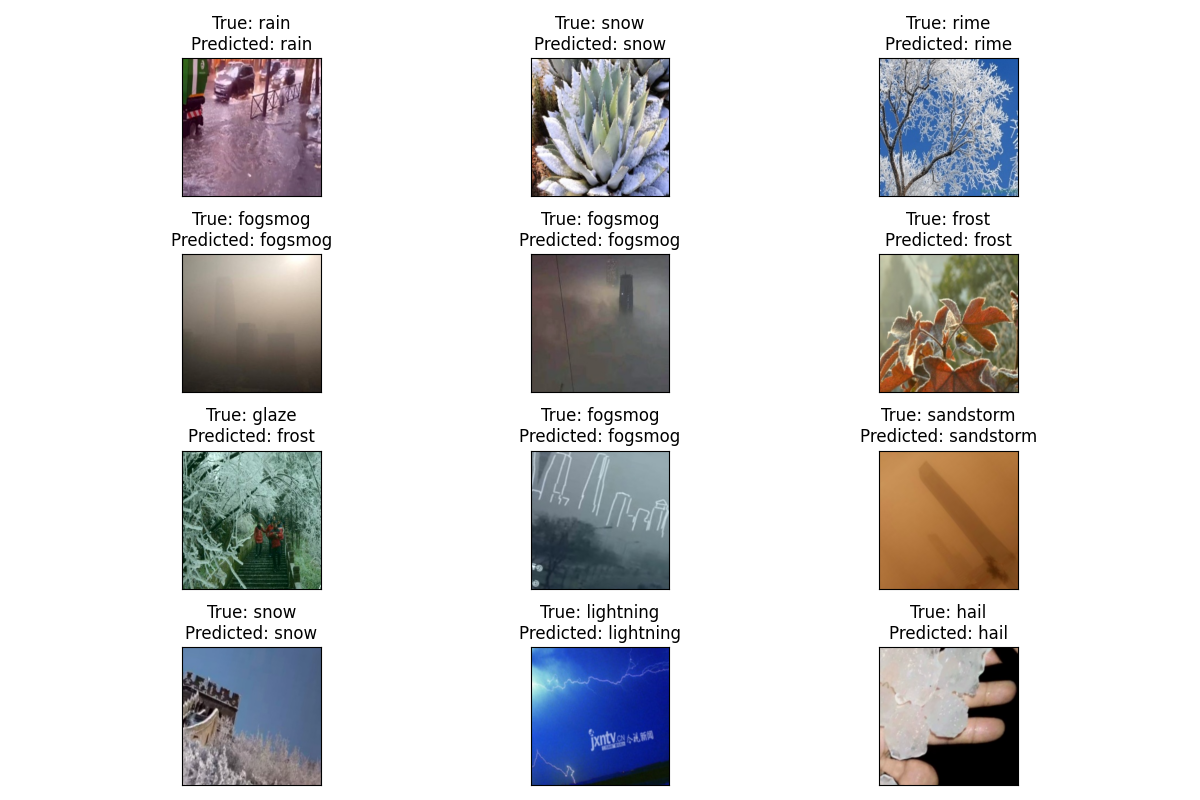 True: rain
Predicted: rain
True: snow
Predicted: snow
True: rime
Predicted: rime
True: fogsmog
Predicted: fogsmog
True: fogsmog
Predicted: fogsmog
True: frost
Predicted: frost
True: glaze
Predicted: frost
True: fogsmog
Predicted: fogsmog
True: sandstorm
Predicted: sandstorm
True: snow
Predicted: snow
True: lightning
Predicted: lightning
True: hail
Predicted: hail
jxntv.CN